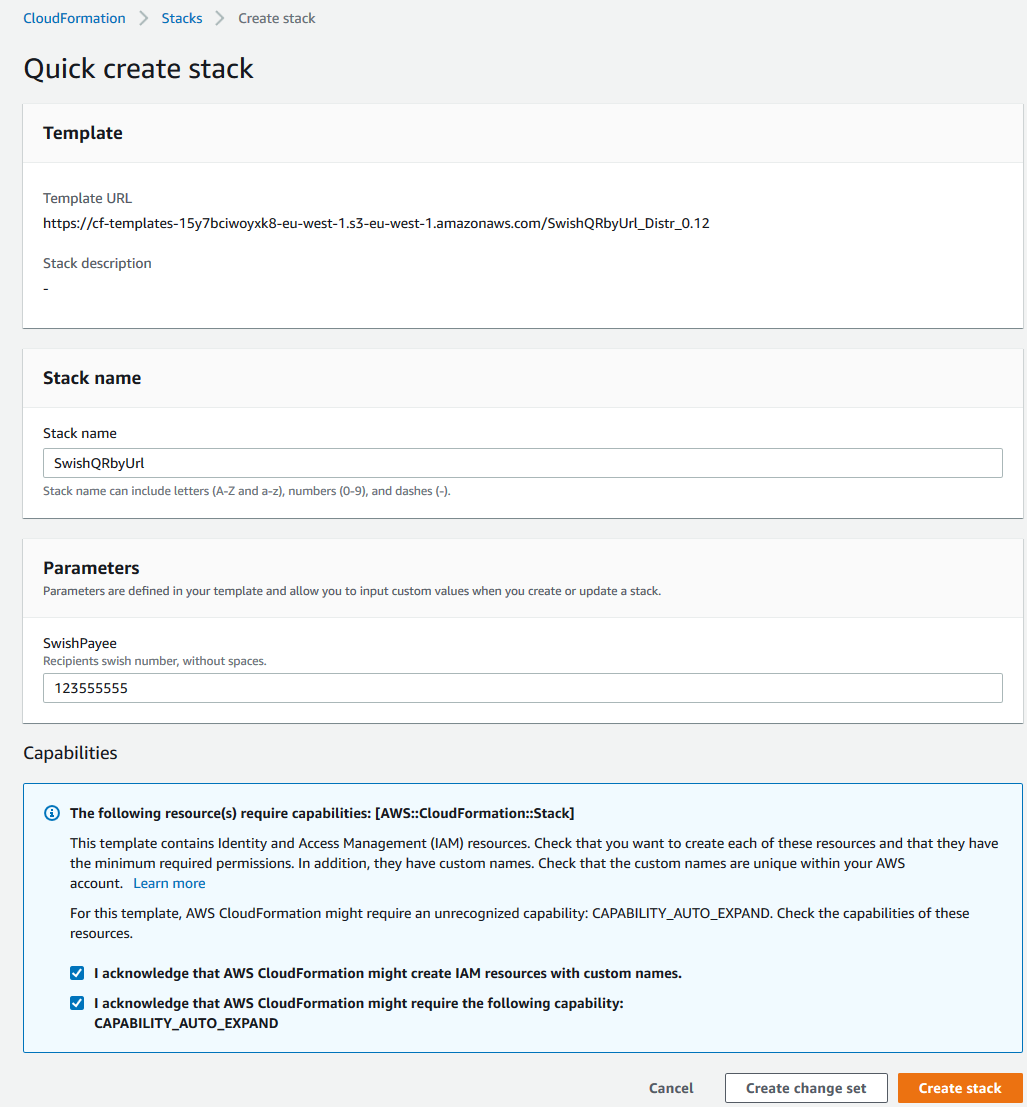 CloudFormation > Stacks > Create stack
Quick create stack
Template
Template URL
https://cf-templates-15y7bciwoyxk8-eu-west-1.s3-eu-west-1.amazonaws.com/SwishQRbyUrl_Distr_0.12
Stack description
-
Stack name
Stack name
SwishQRbyUrl
Stack name can include letters (A-Z and a-z), numbers (0-9), and dashes (-).
Parameters
Parameters are defined in your template and allow you to input custom values when you create or update a stack.
SwishPayee
Recipients swish number, without spaces.
123555555
Capabilities
The following resource(s) require capabilities: [AWS::CloudFormation::Stack]
This template contains Identity and Access Management (IAM) resources. Check that you want to create each of these resources and that they have
the minimum required permissions. In addition, they have custom names. Check that the custom names are unique within your AWS
account. Learn more
For this template, AWS CloudFormation might require an unrecognized capability: CAPABILITY_AUTO_EXPAND. Check the capabilities of these
resources.
I acknowledge that AWS CloudFormation might create IAM resources with custom names.
I acknowledge that AWS CloudFormation might require the following capability:
CAPABILITY_AUTO_EXPAND
Cancel Create change set Create stack